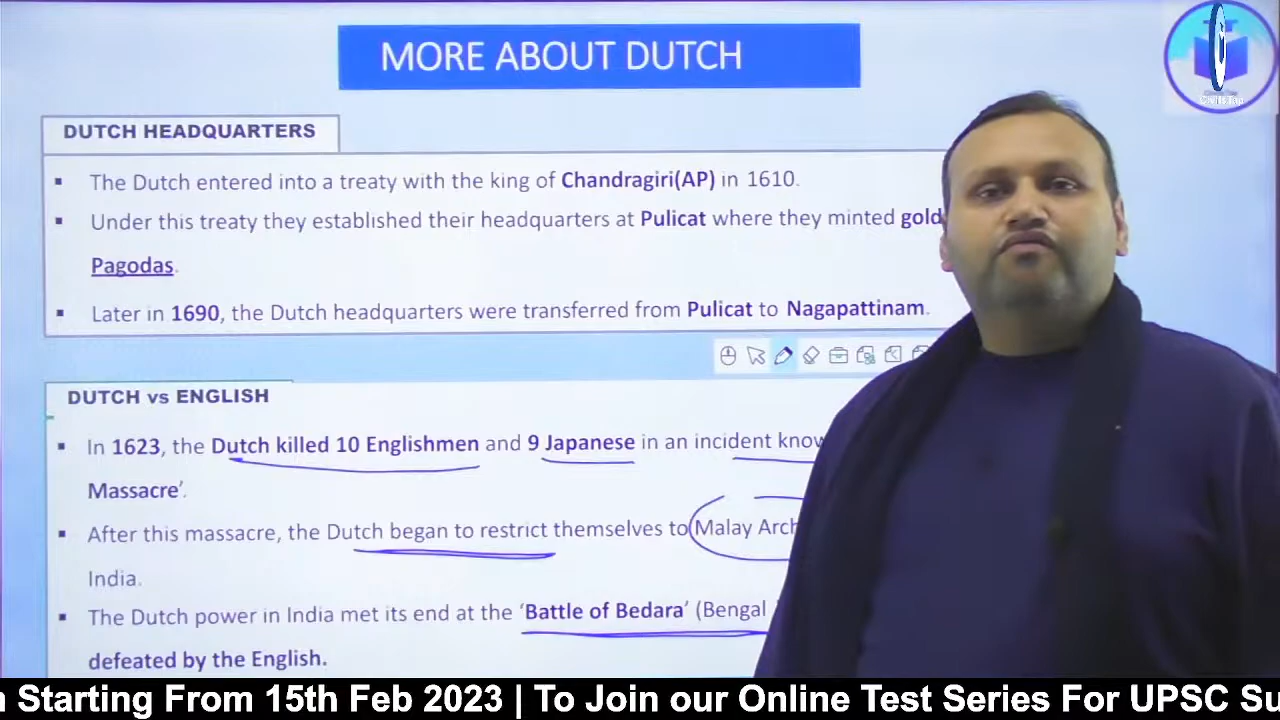 MORE ABOUT DUTCH
DUTCH HEADQUARTERS
▪ The Dutch entered into a treaty with the king of Chandragiri(AP) in 1610.
▪ Under this treaty they established their headquarters at Pulicat where they minted gold
Pagodas.
▪ Later in 1690, the Dutch headquarters were transferred from Pulicat to Nagapattinam.
DUTCH vs ENGLISH
▪ In 1623, the Dutch killed 10 Englishmen and 9 Japanese in an incident know
Massacre’.
▪ After this massacre, the Dutch began to restrict themselves to Malay Arch
India.
▪ The Dutch power in India met its end at the ‘Battle of Bedara’ (Bengal
defeated by the English.
n Starting From 15th Feb 2023 | To Join our Online Test Series For UPSC Su